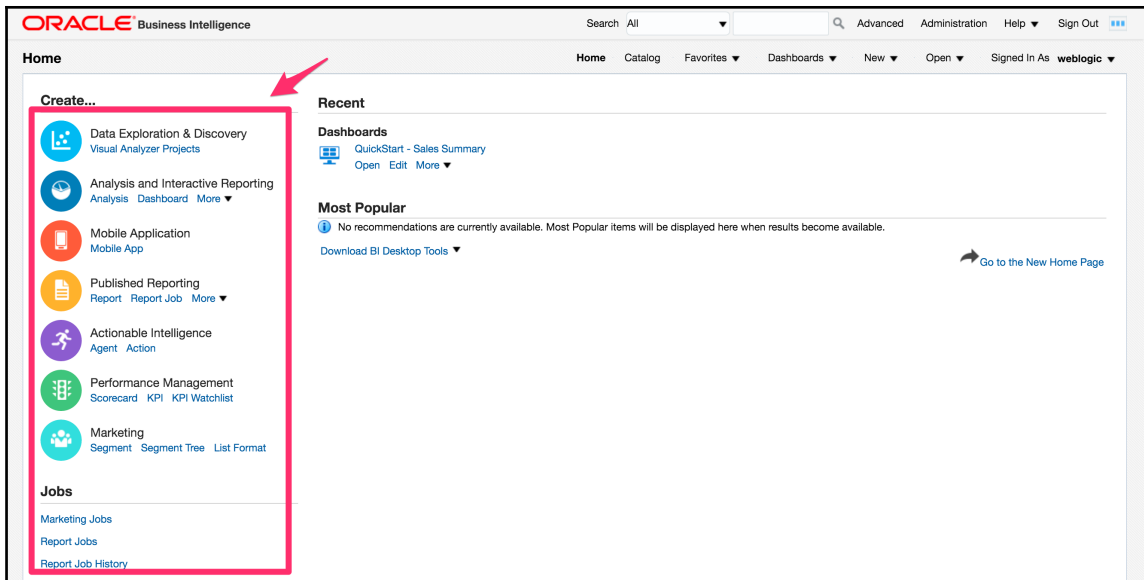 ORACLE Business Intelligence Search All Advanced Administration Help Sign Out
Home Home Catalog Favorites Dashboards New Open Signed In As weblogic
Create...
Data Exploration & Discovery
Visual Analyzer Projects
Analysis and Interactive Reporting
Analysis Dashboard More
Mobile Application
Mobile App
Published Reporting
Report Report Job More
Actionable Intelligence
Agent Action
Performance Management
Scorecard KPI KPI Watchlist
Marketing
Segment Segment Tree List Format
Jobs
Marketing Jobs
Report Jobs
Report Job History
Recent
Dashboards
QuickStart - Sales Summary
Open Edit More
Most Popular
No recommendations are currently available. Most Popular items will be displayed here when results become available.
Download BI Desktop Tools
Go to the New Home Page